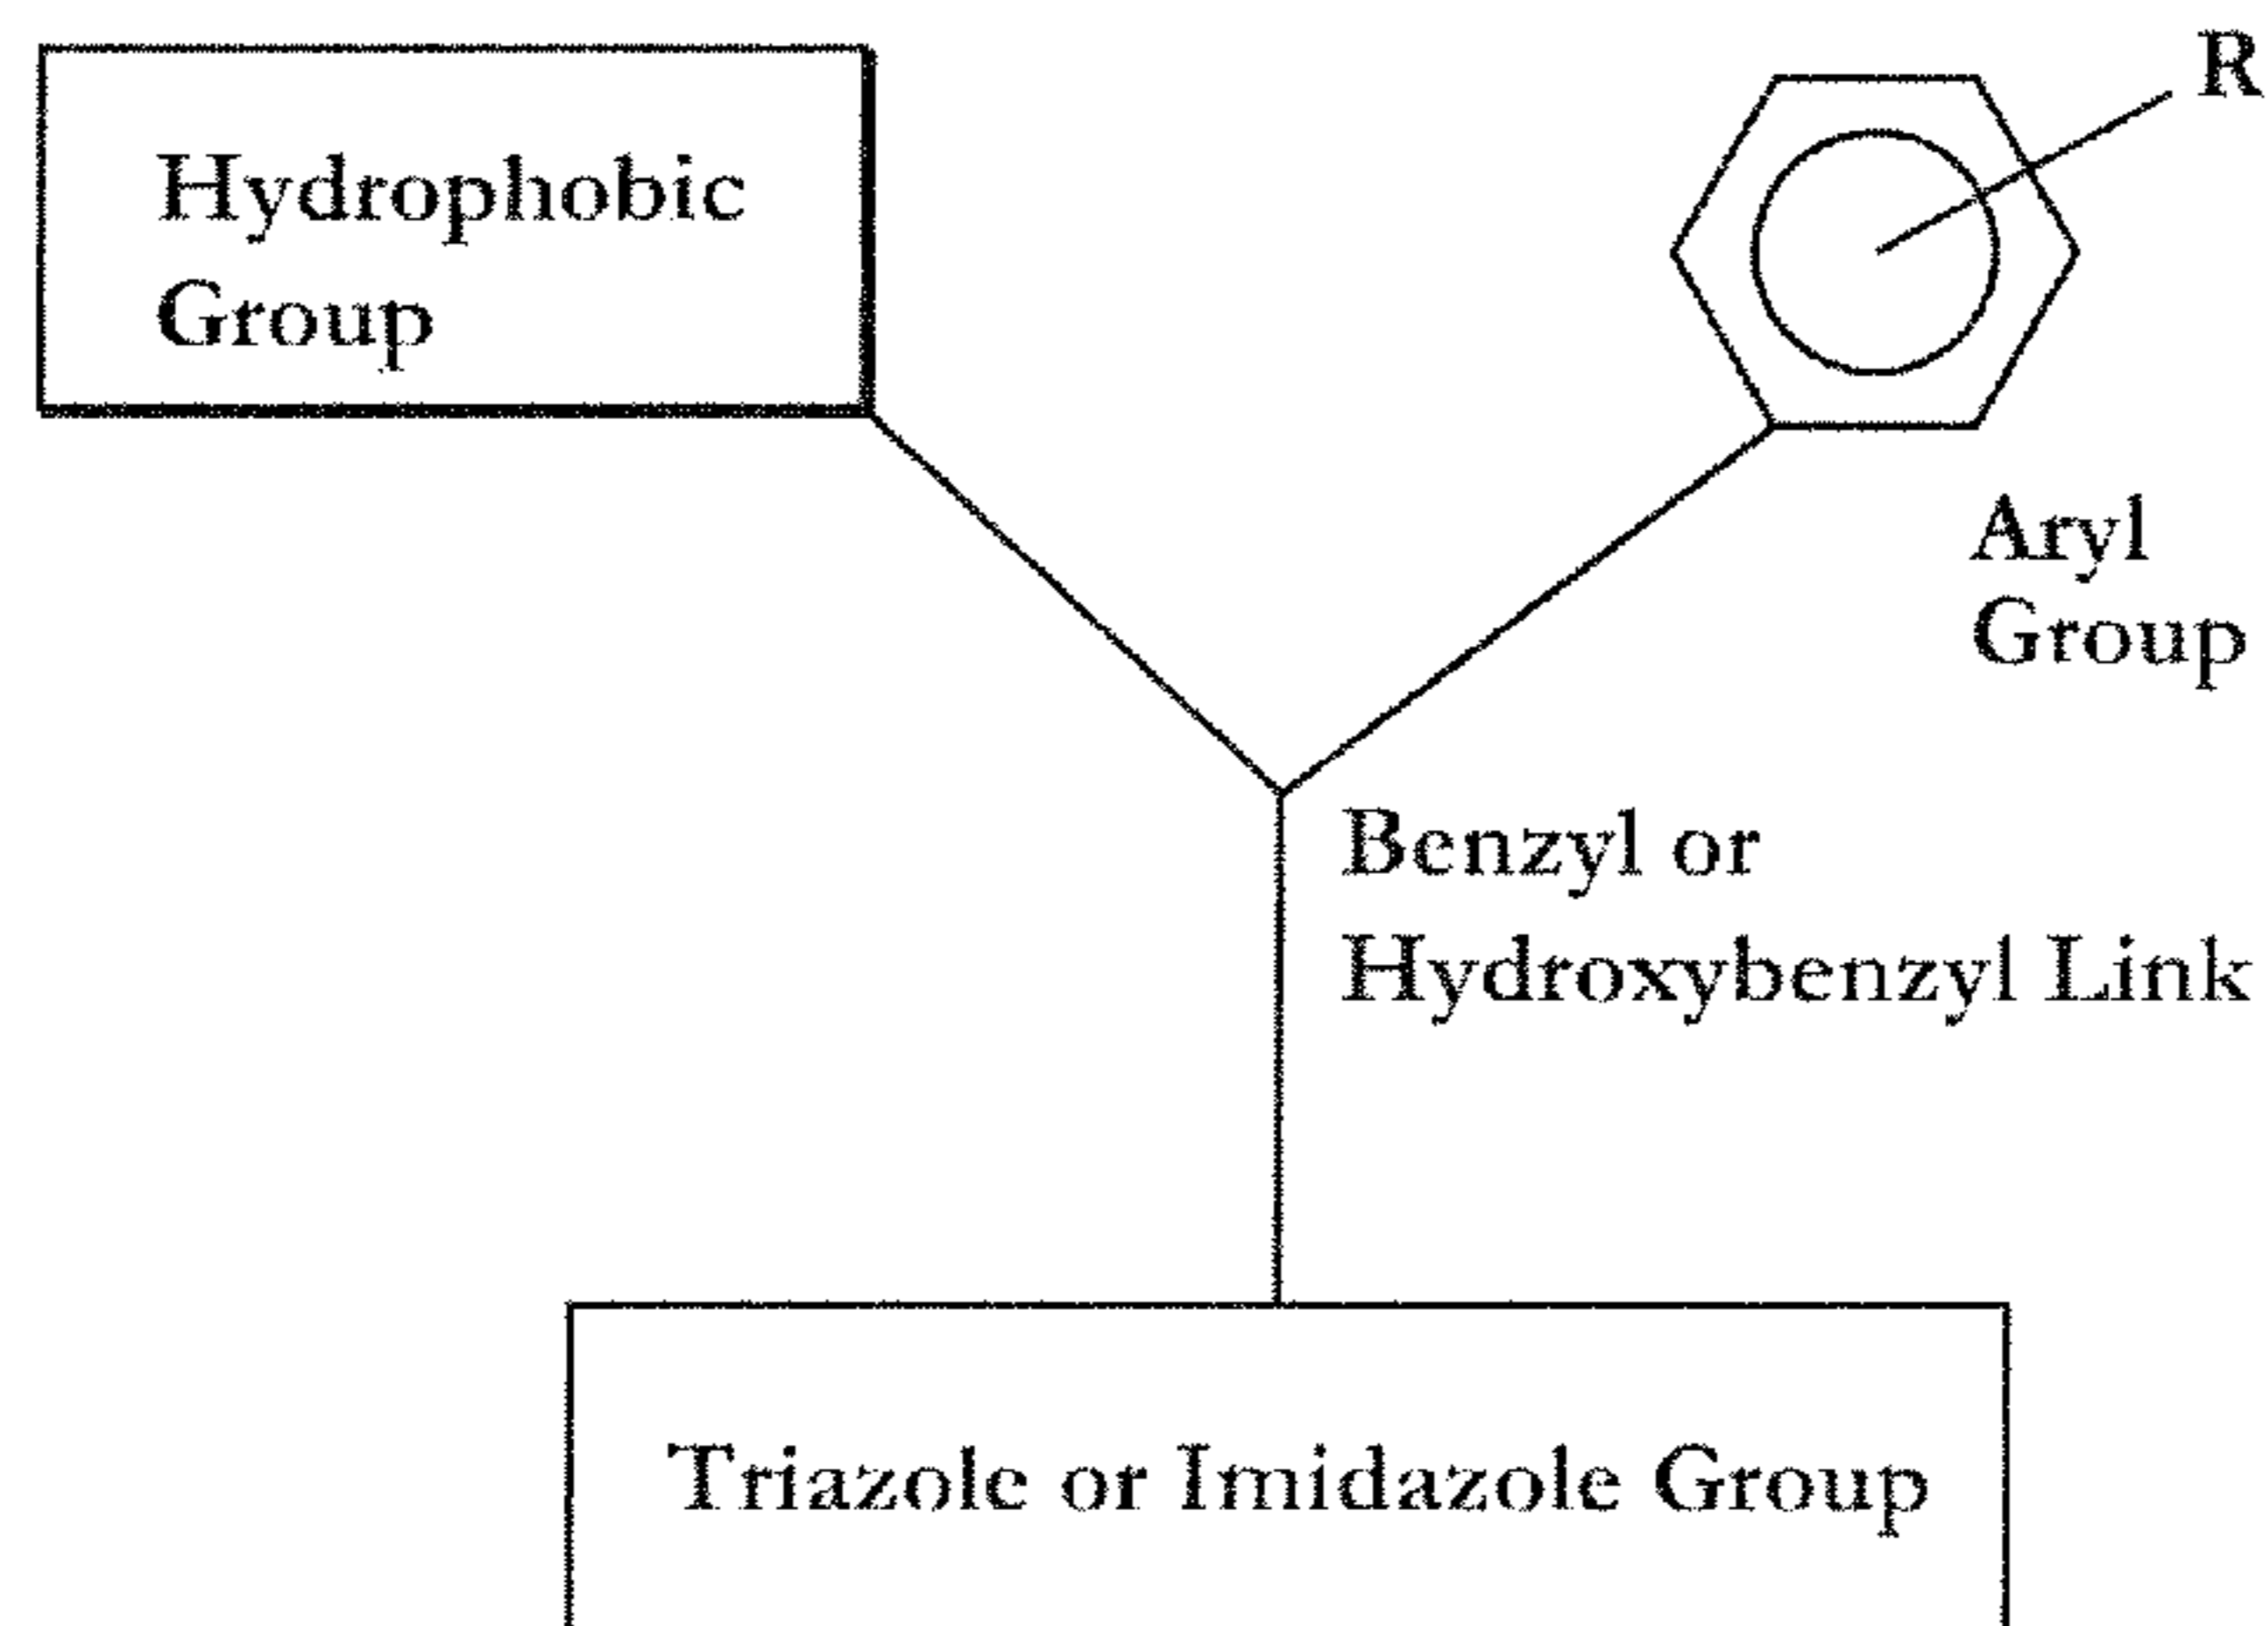 R
Hydrophobic
Group
Aryl
Group
Benzyl or
Hydroxybenzyl Link
Triazole or Imidazole Group